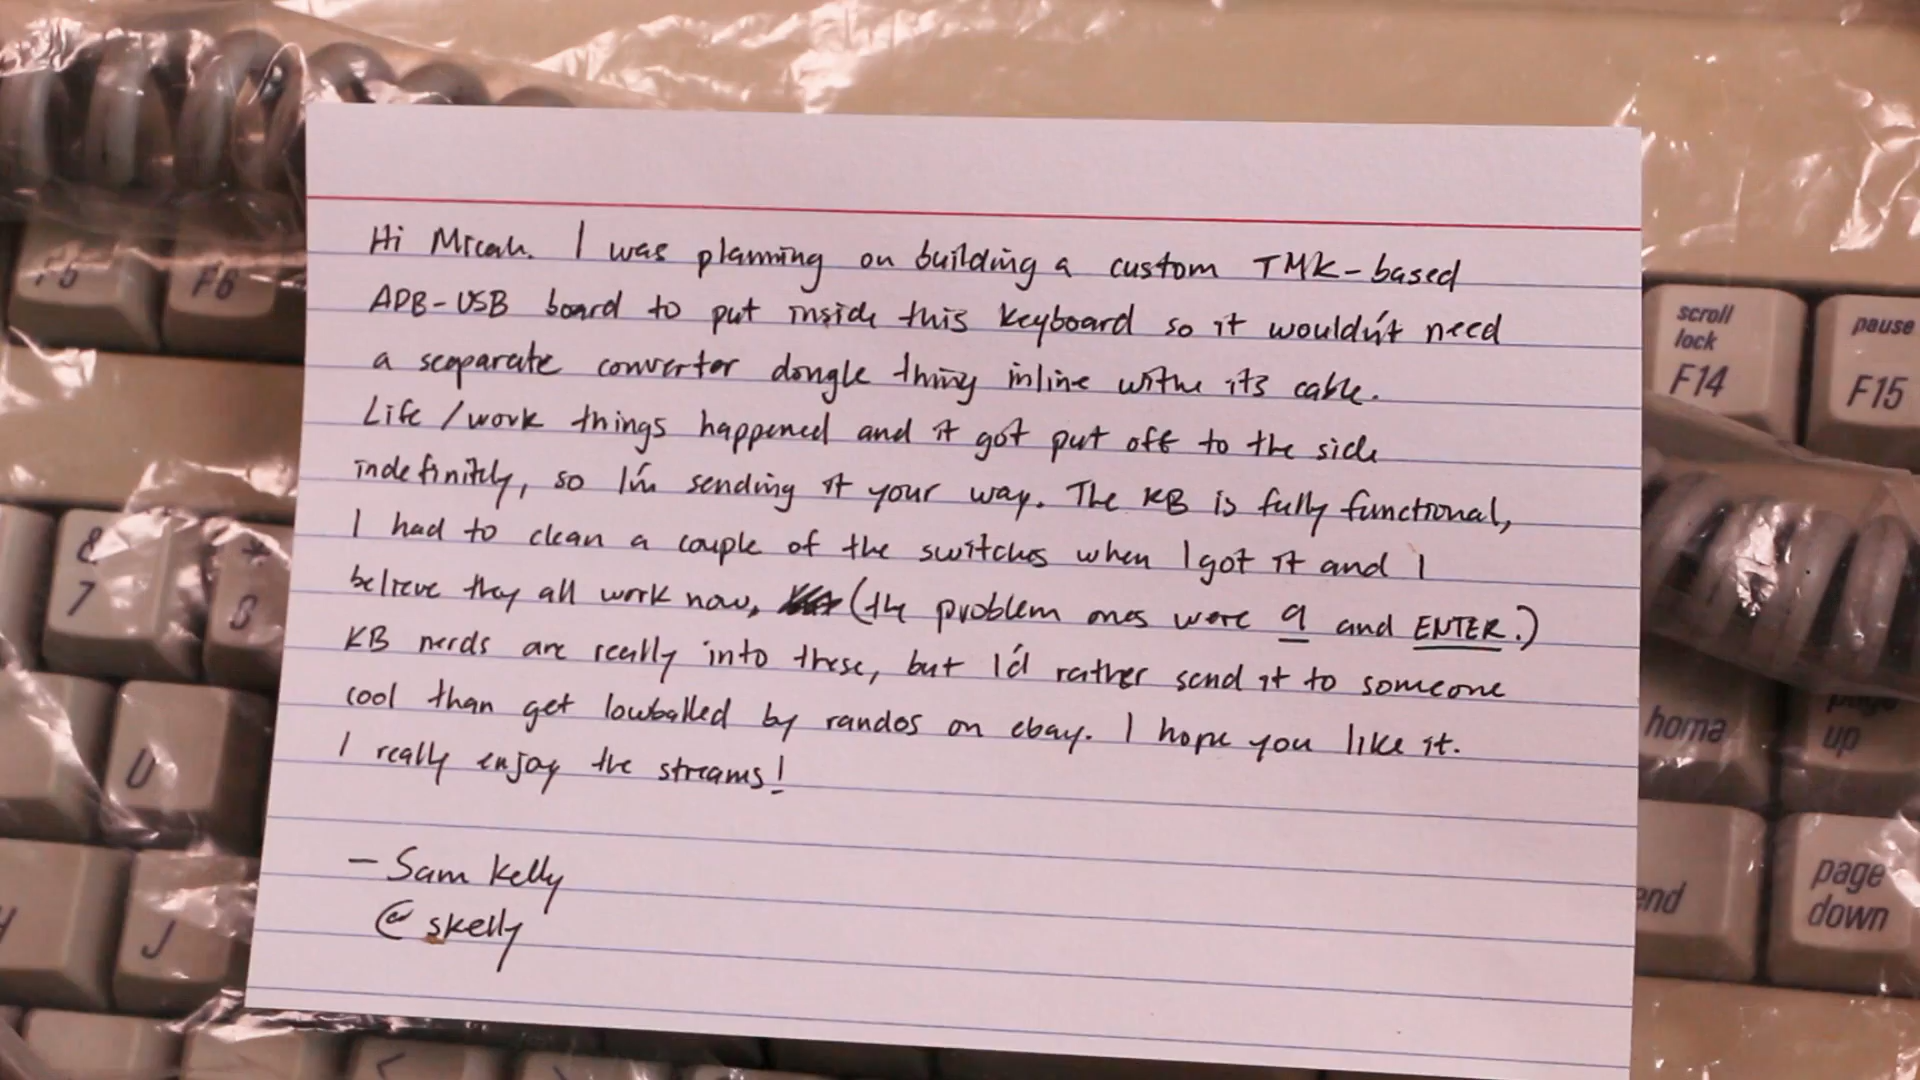 F5 F6
scroll
lock
F14
pause
F15
Hi Micah. I was planning on building a custom TMK-based
ADB-USB board to put inside this keyboard so it wouldn't need
a seaparate convertor dongle thing inline withe its cable.
Life/work things happened and it got put off to the side
indefinitely, so I'm sending it your way. The KB is fully functional,
I had to clean a couple of the switches when I got it and I
believe they all work now, (the problem ones were q and ENTER.)
KB nerds are really into these, but I'd rather send it to someone
cool than get lowballed by randos on ebay. I hope you like it.
I really enjoy the streams!
— Sam Kelly
@skelly
&
7
*
8
U
J
home
page
up
end
page
down
<
>